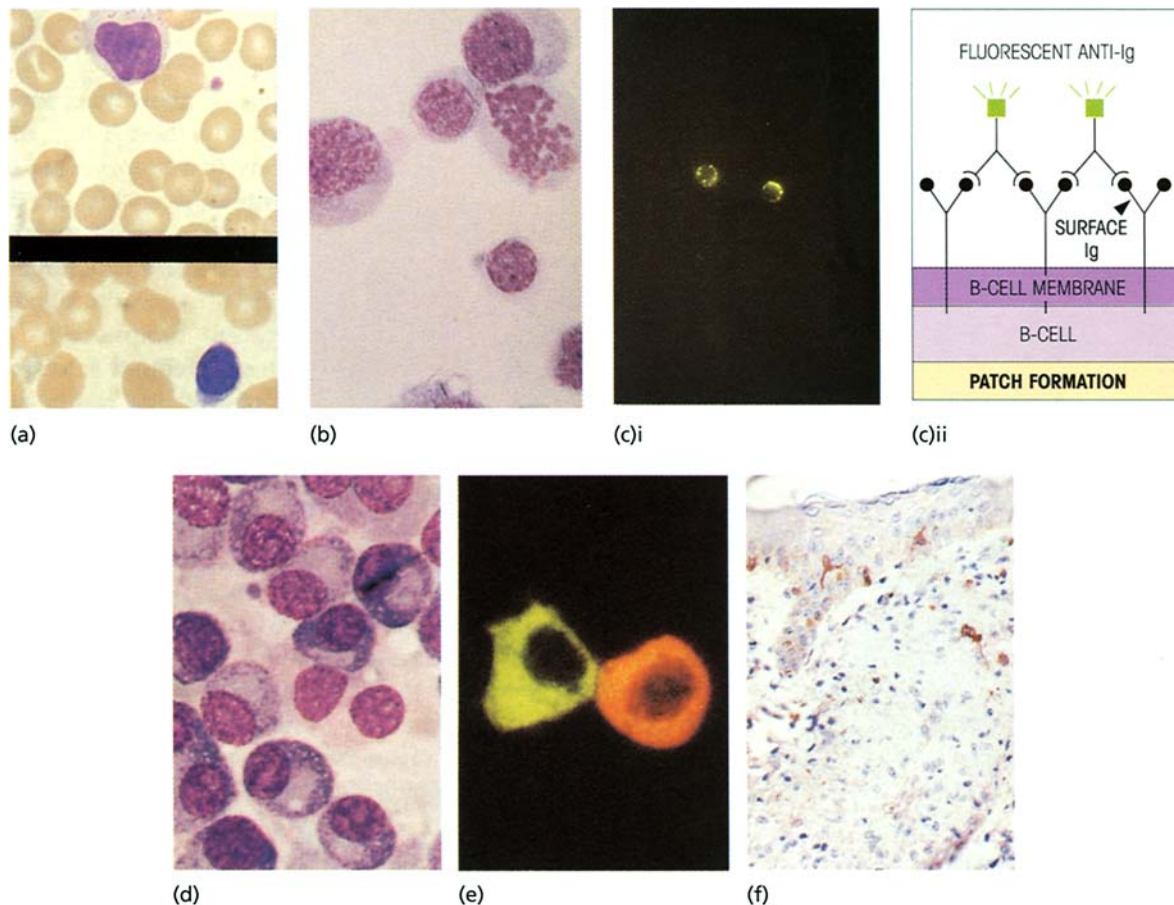 FLUORESCENT ANTI-Ig
SURFACE
Ig
B-CELL MEMBRANE
B-CELL
PATCH FORMATION
(a)
(b)
(c)i
(c)ii
(d)
(e)
(f)